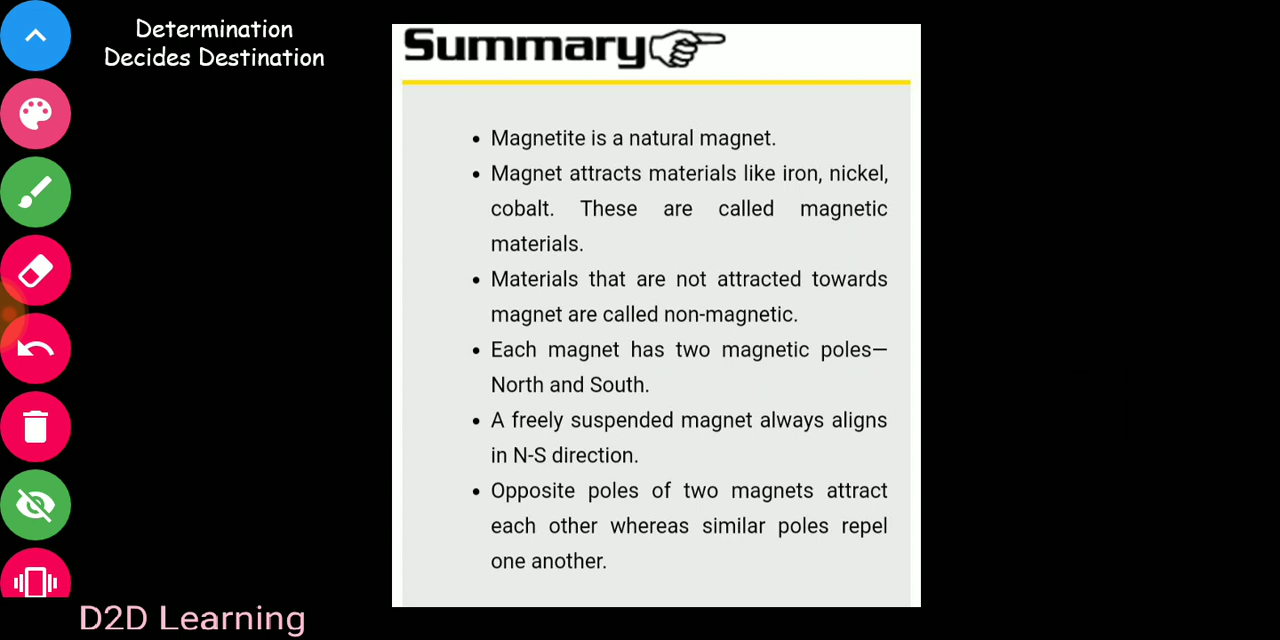 Determination
Decides Destination
Summary
• Magnetite is a natural magnet.
• Magnet attracts materials like iron, nickel,
cobalt. These are called magnetic
materials.
• Materials that are not attracted towards
magnet are called non-magnetic.
• Each magnet has two magnetic poles—
North and South.
• A freely suspended magnet always aligns
in N-S direction.
• Opposite poles of two magnets attract
each other whereas similar poles repel
one another.
D2D Learning